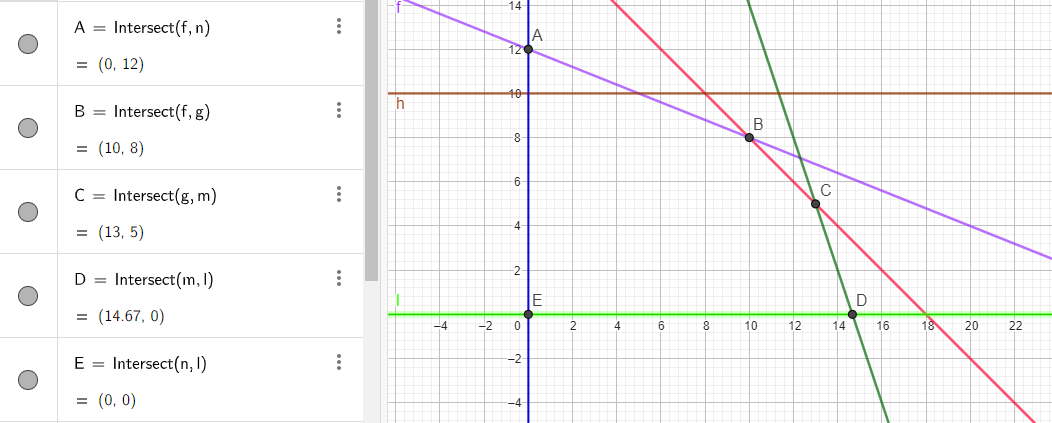 A = Intersect(f, n)
= (0, 12)
B = Intersect(f, g)
= (10, 8)
C = Intersect(g, m)
= (13, 5)
D = Intersect(m, l)
= (14.67, 0)
E = Intersect(n, l)
= (0, 0)
f
14
A
12
10
h
B
8
6
C
4
2
l
E
D
−4
−2
0
2
4
6
8
10
12
14
16
18
20
22
−2
−4